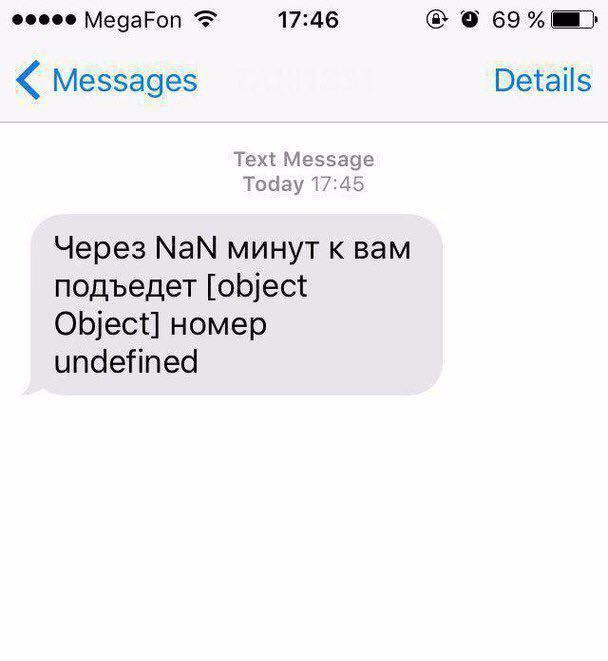 MegaFon 17:46 69 %
Messages Details
Text Message
Today 17:45
Через NaN минут к вам
подъедет [object
Object] номер
undefined